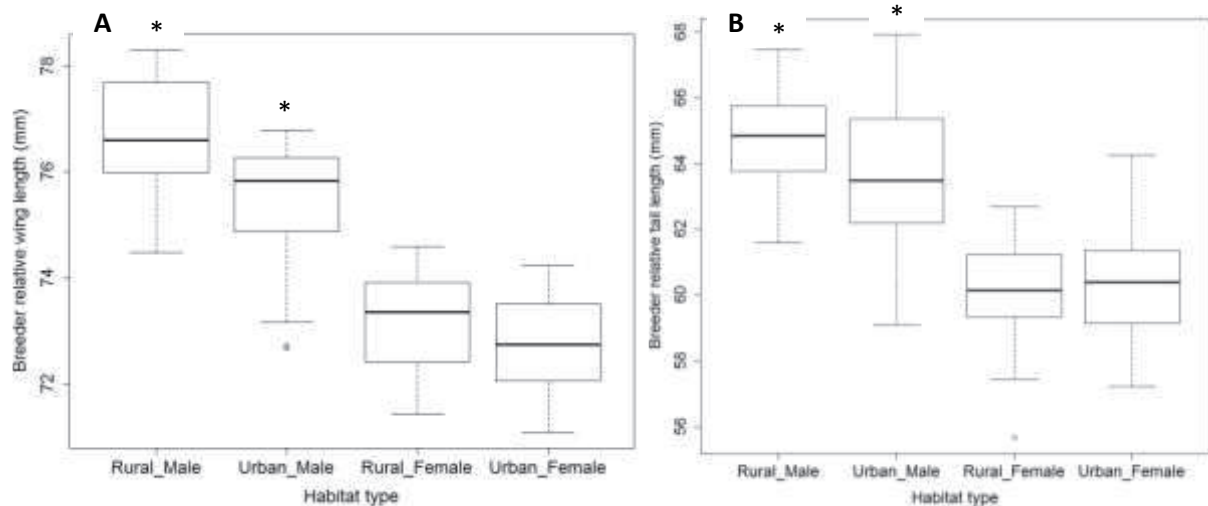 A
*
*
Breeder relative wing length (mm)
78
76
74
72
Rural_Male Urban_Male Rural_Female Urban_Female
Habitat type
B
*
*
Breeder relative tail length (mm)
68
66
64
62
60
58
56
Rural_Male Urban_Male Rural_Female Urban_Female
Habitat type